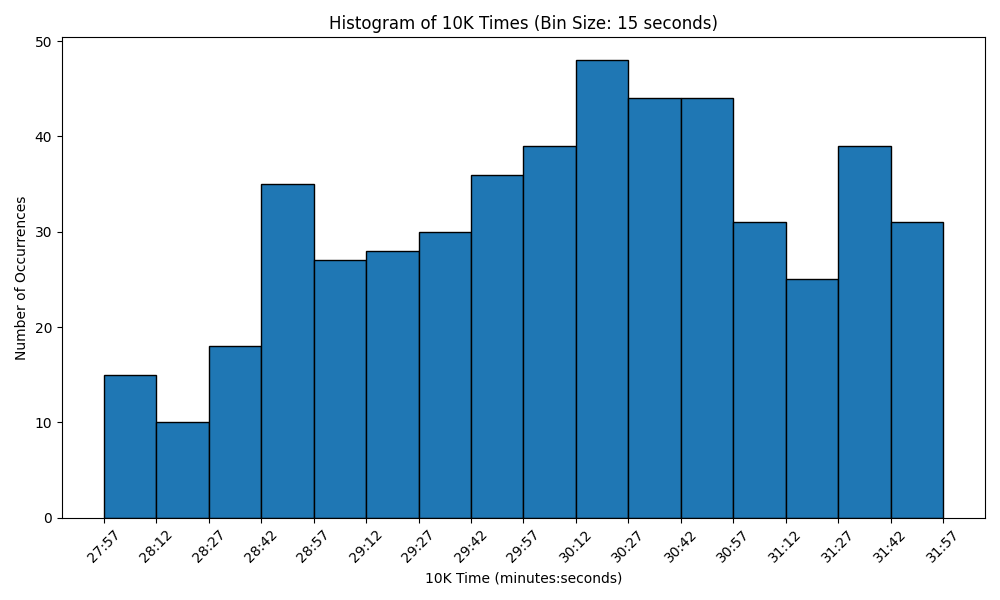 Histogram of 10K Times (Bin Size: 15 seconds)
Number of Occurrences
50
40
30
20
10
0
27:57 28:12 28:27 28:42 28:57 29:12 29:27 29:42 29:57 30:12 30:27 30:42 30:57 31:12 31:27 31:42 31:57
10K Time (minutes:seconds)